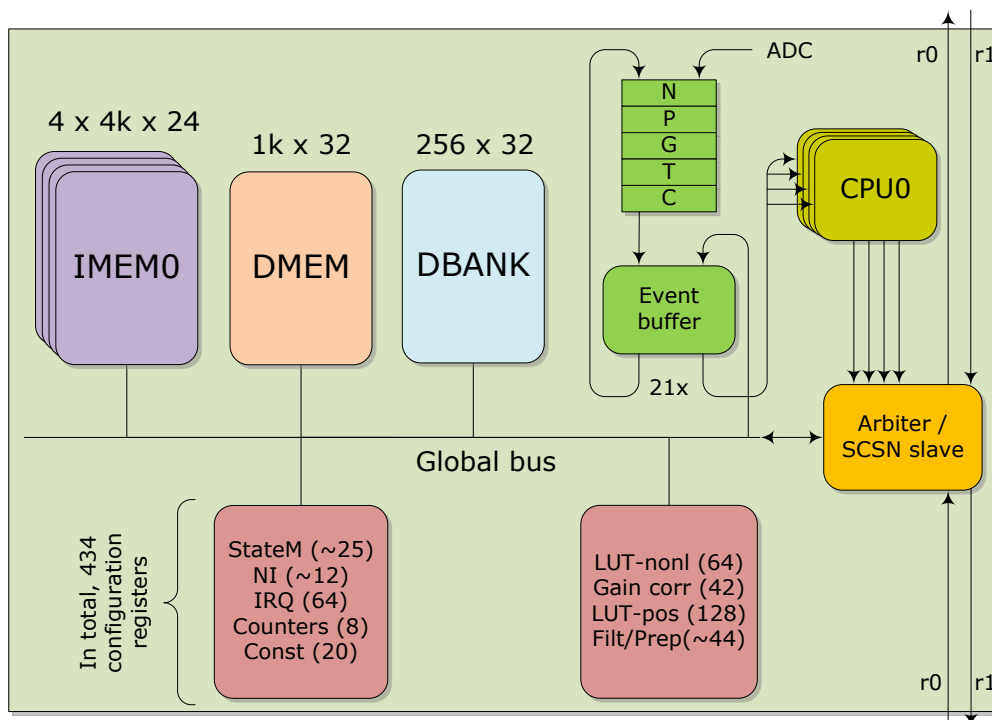 ADC
r0
r1
N
P
G
T
C
4 x 4k x 24
1k x 32
256 x 32
IMEM0
DMEM
DBANK
CPU0
Event
buffer
21x
Arbiter /
SCSN slave
Global bus
In total, 434
configuration
registers
StateM (~25)
NI (~12)
IRQ (64)
Counters (8)
Const (20)
LUT-nonl (64)
Gain corr (42)
LUT-pos (128)
Filt/Prep(~44)
r0
r1